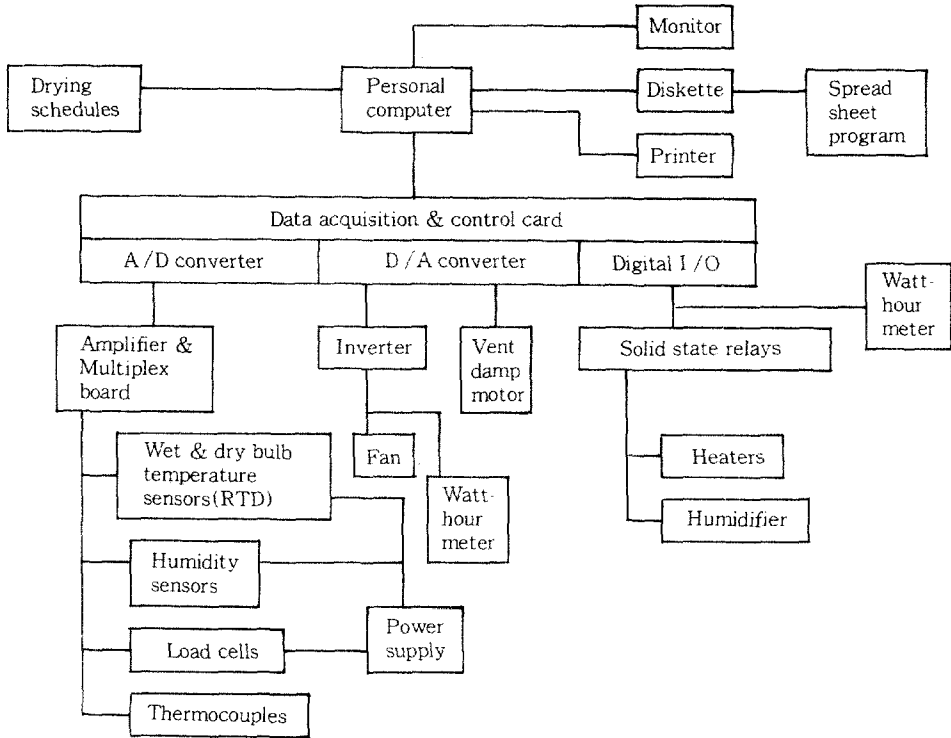 Monitor
Drying
schedules
Personal
computer
Diskette
Spread
sheet
program
Printer
Data acquisition & control card
A/D converter
D/A converter
Digital I/O
Watt-
hour
meter
Amplifier &
Multiplex
board
Inverter
Vent
damp
motor
Solid state relays
Wet & dry bulb
temperature
sensors(RTD)
Fan
Watt-
hour
meter
Heaters
Humidifier
Humidity
sensors
Power
supply
Load cells
Thermocouples